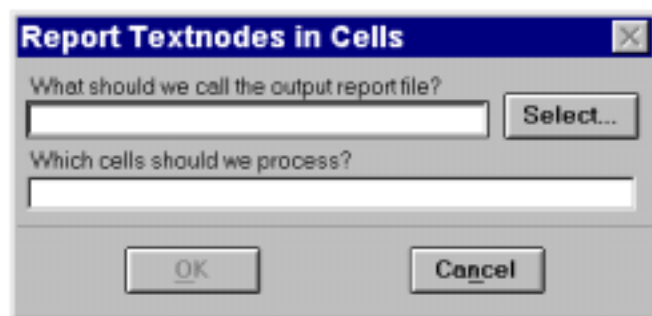 Report Textnodes in Cells
What should we call the output report file?
Select...
Which cells should we process?
OK
Cancel